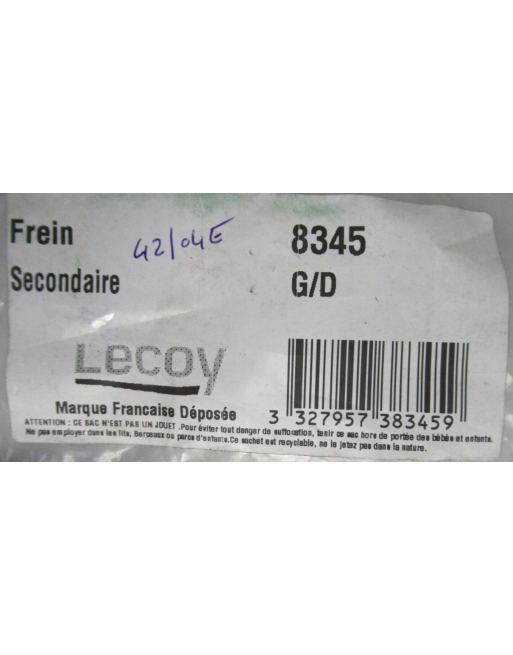 Frein
42/04E
8345
Secondaire
G/D
Lecoy
Marque Francaise Déposée
3 327957 383459
ATTENTION : CE SAC N'EST PAS UN JOUET .Pour éviter tout danger de suffocation, tenir ce sac hors de portée des bébés et enfants.
Ne pas employer dans les lits, Berceaux ou parcs d'enfants.Ce sachet est recyclable, ne le jetez pas dans la nature.